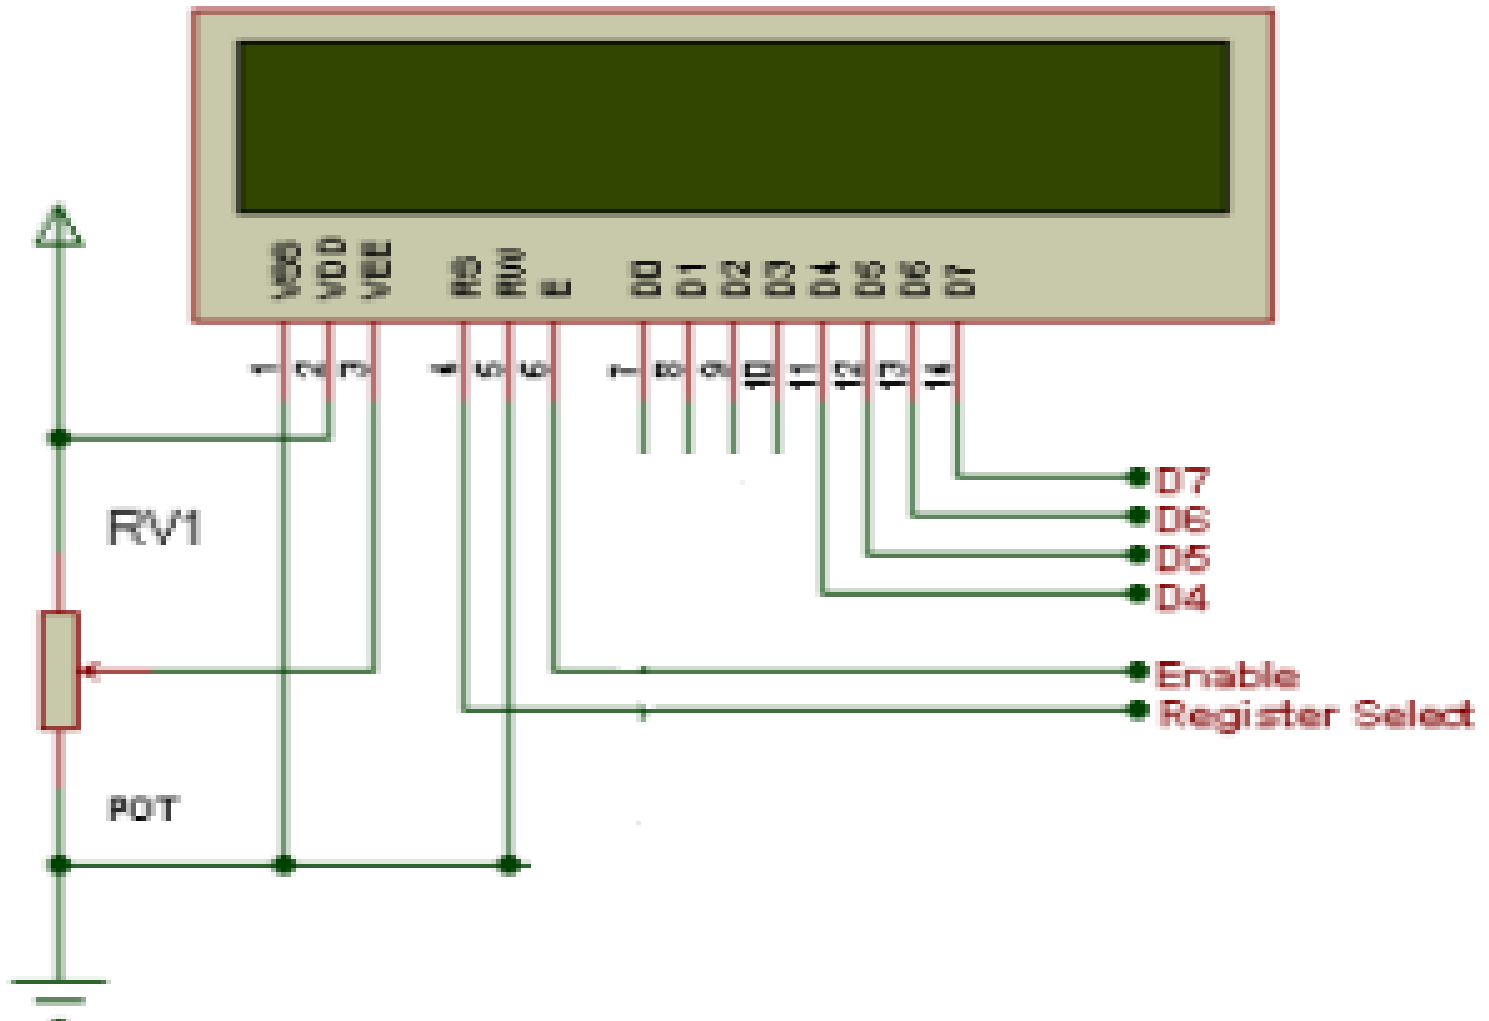 VSS VDD VEE RS RW E D0 D1 D2 D3 D4 D5 D6 D7
1 2 3 4 5 6 7 8 9 10 11 12 13 14
D7
D6
D5
D4
RV1
Enable
Register Select
POT